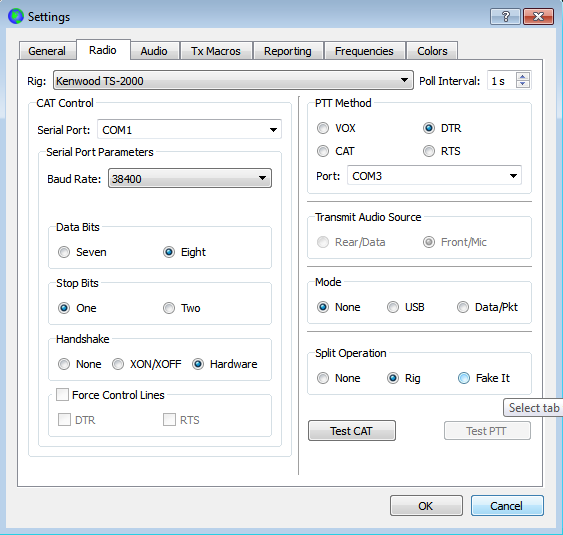 Settings
General Radio Audio Tx Macros Reporting Frequencies Colors
Rig: Kenwood TS-2000 Poll Interval: 1 s
CAT Control
Serial Port: COM1
Serial Port Parameters
Baud Rate: 38400
Data Bits
Seven Eight
Stop Bits
One Two
Handshake
None XON/XOFF Hardware
Force Control Lines
DTR RTS
PTT Method
VOX DTR
CAT RTS
Port: COM3
Transmit Audio Source
Rear/Data Front/Mic
Mode
None USB Data/Pkt
Split Operation
None Rig Fake It
Select tab
Test CAT Test PTT
OK Cancel